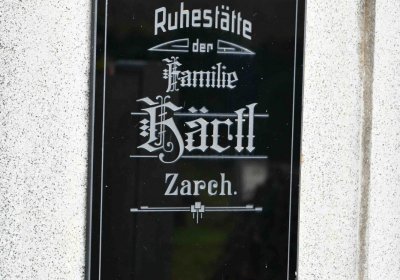 Ruhestätte
der
Familie
Härtl
Zarch.